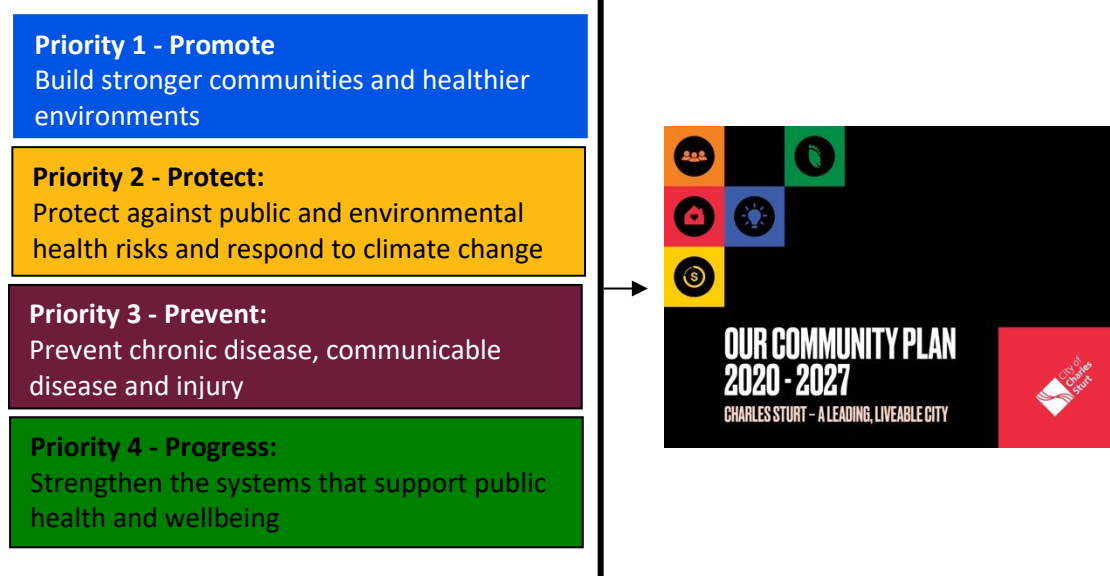 Priority 1 - Promote
Build stronger communities and healthier
environments
Priority 2 - Protect:
Protect against public and environmental
health risks and respond to climate change
Priority 3 - Prevent:
Prevent chronic disease, communicable
disease and injury
Priority 4 - Progress:
Strengthen the systems that support public
health and wellbeing
$
OUR COMMUNITY PLAN
2020 - 2027
CHARLES STURT – A LEADING, LIVEABLE CITY
City of
Charles
Sturt